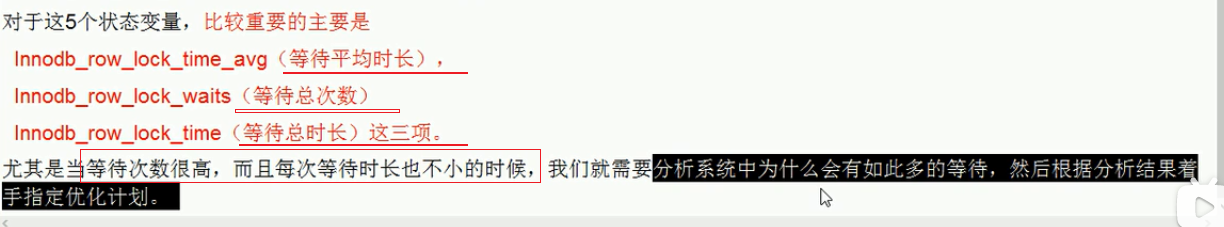 对于这5个状态变量，比较重要的主要是
Innodb_row_lock_time_avg（等待平均时长），
Innodb_row_lock_waits（等待总次数）
Innodb_row_lock_time（等待总时长）这三项。
尤其是当等待次数很高，而且每次等待时长也不小的时候，我们就需要分析系统中为什么会有如此多的等待，然后根据分析结果着
手指定优化计划。